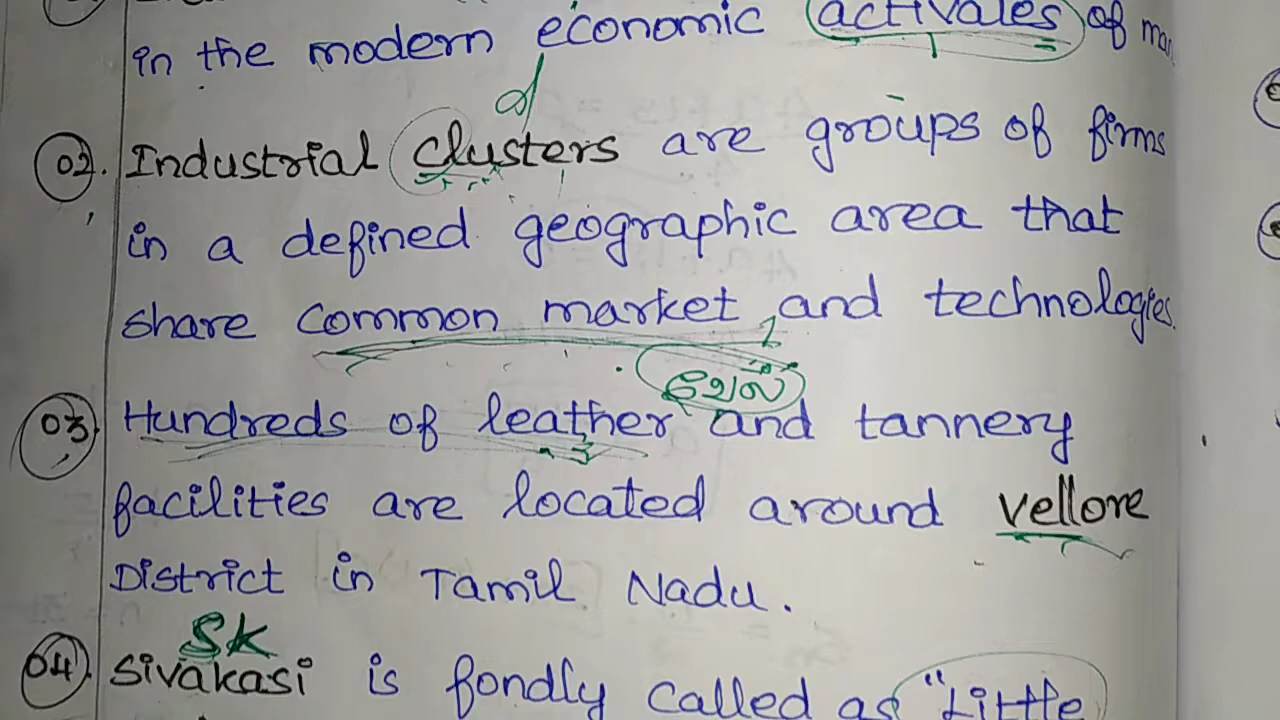 in the modern economic activales of man
02. Industrial clusters are groups of firms
in a defined geographic area that
share common market, and technologies.
03. Hundreds of leather and tannery
facilities are located around vellore
District in Tamil Nadu.
SK
04. Sivakasi is fondly called as "Little